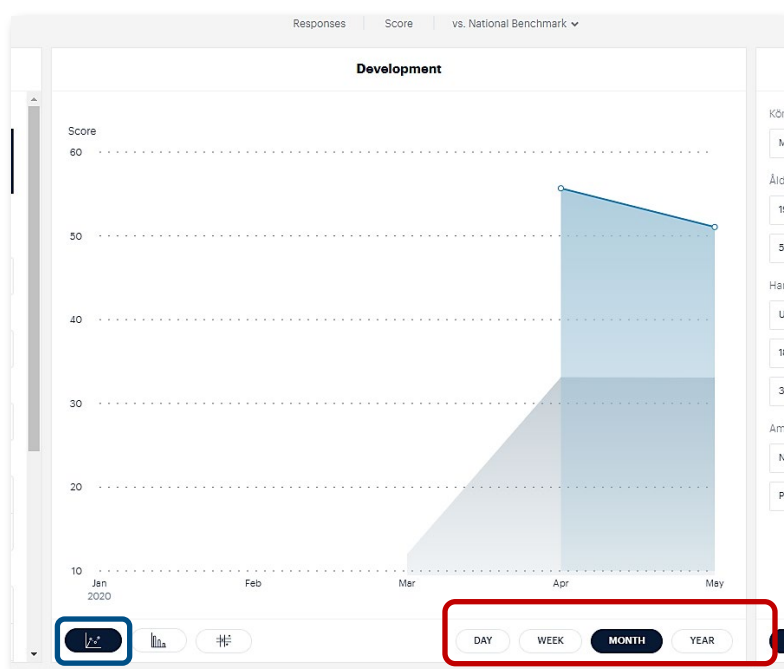 Responses Score vs. National Benchmark
Development
Score
60
50
40
30
20
10
Jan Feb Mar Apr May
2020
DAY WEEK MONTH YEAR